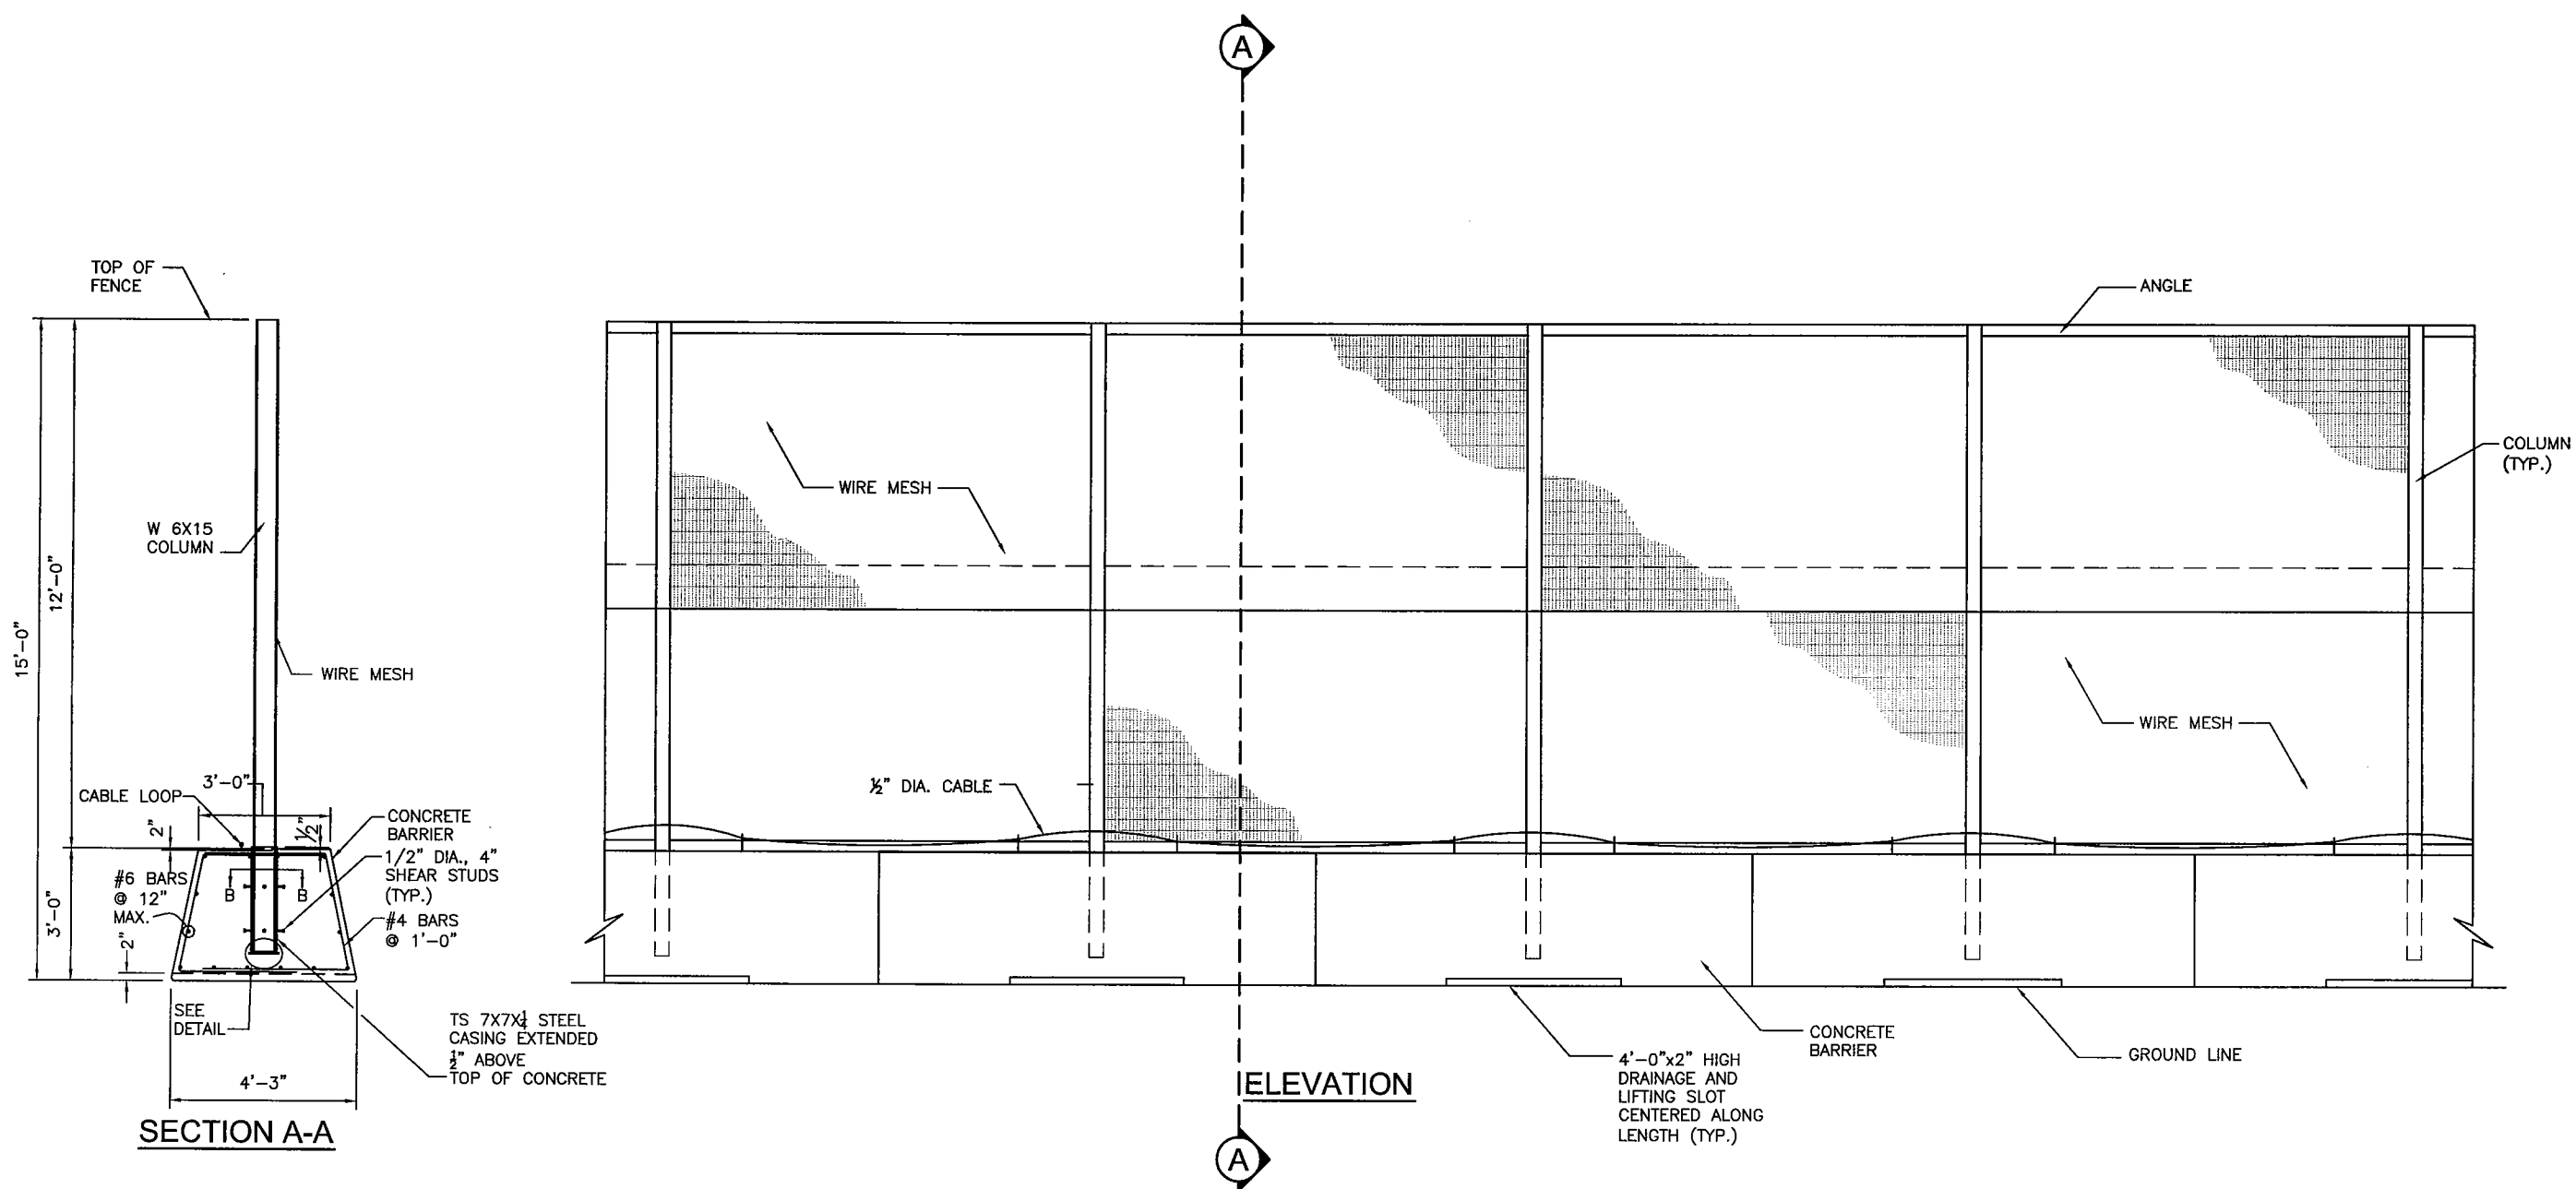 A
TOP OF
FENCE
ANGLE
COLUMN
(TYP.)
WIRE MESH
W 6X15
COLUMN
12'-0"
15'-0"
WIRE MESH
WIRE MESH
3'-0"
CABLE LOOP
½" DIA. CABLE
2"
½"
CONCRETE
BARRIER
1/2" DIA., 4"
SHEAR STUDS
(TYP.)
#6 BARS
@ 12"
MAX.
B
B
#4 BARS
@ 1'-0"
3'-0"
2"
SEE
DETAIL
TS 7X7X¼ STEEL
CASING EXTENDED
½" ABOVE
TOP OF CONCRETE
4'-3"
SECTION A-A
ELEVATION
4'-0"x2" HIGH
DRAINAGE AND
LIFTING SLOT
CENTERED ALONG
LENGTH (TYP.)
CONCRETE
BARRIER
GROUND LINE
A